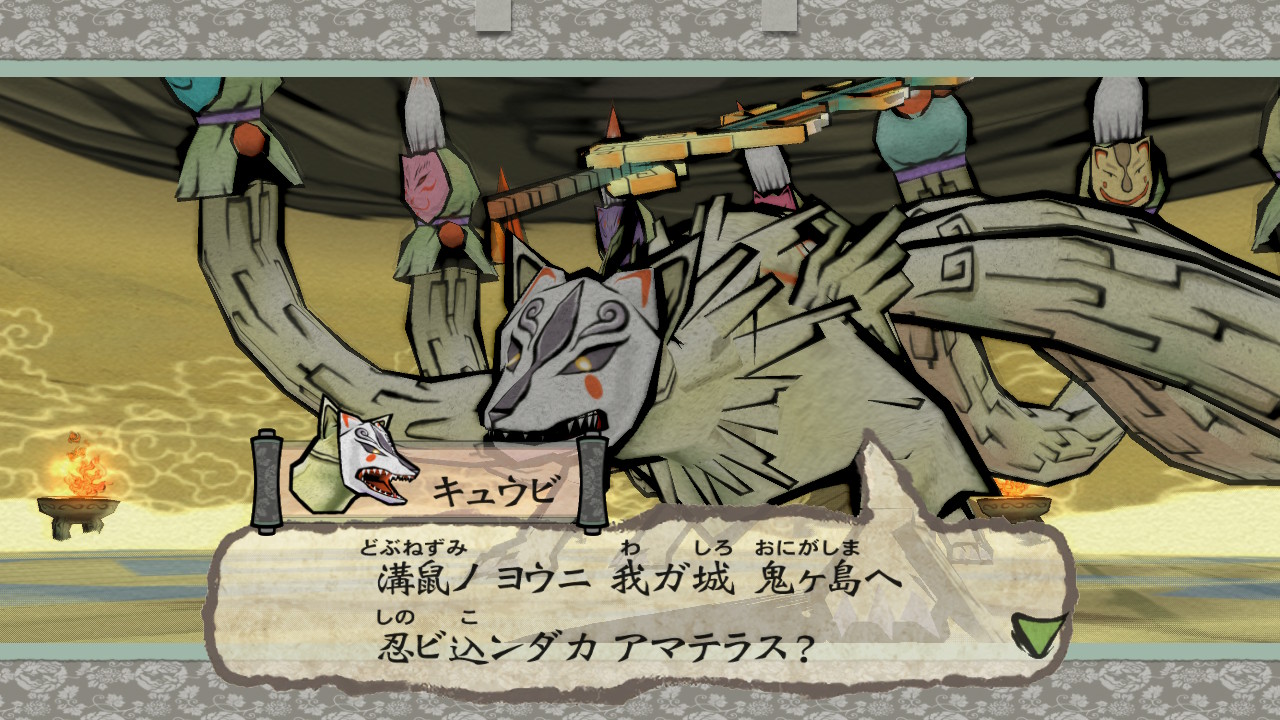 キュウビ
どぶねずみ わ しろ おにがしま
溝鼠ノ ヨウニ 我ガ城 鬼ヶ島へ
しの こ
忍ビ込ンダカ アマテラス?